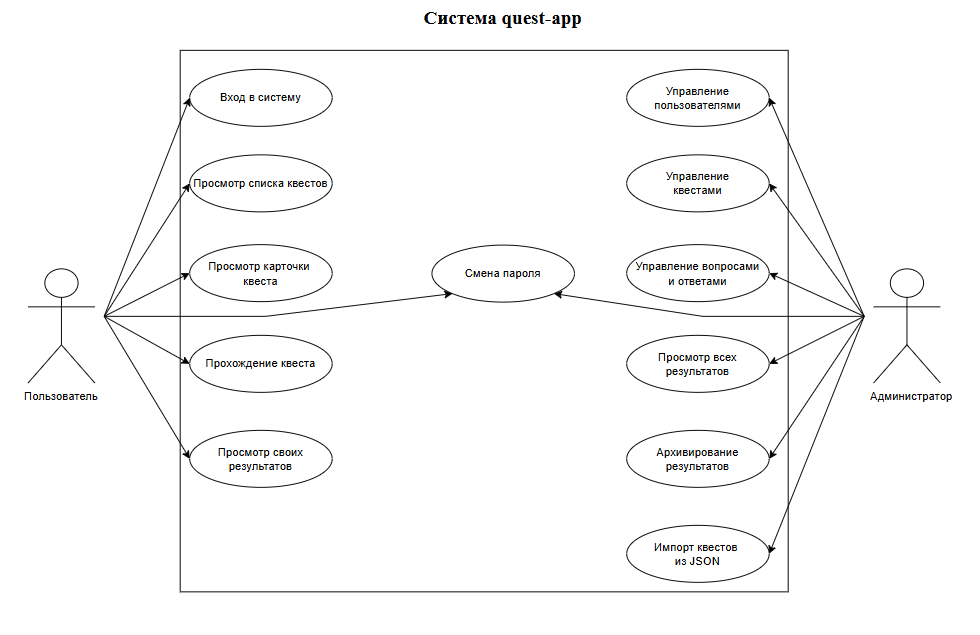 Система quest-app
Вход в систему
Просмотр списка квестов
Просмотр карточки
квеста
Прохождение квеста
Просмотр своих
результатов
Смена пароля
Управление
пользователями
Управление
квестами
Управление вопросами
и ответами
Просмотр всех
результатов
Архивирование
результатов
Импорт квестов
из JSON
Пользователь
Администратор